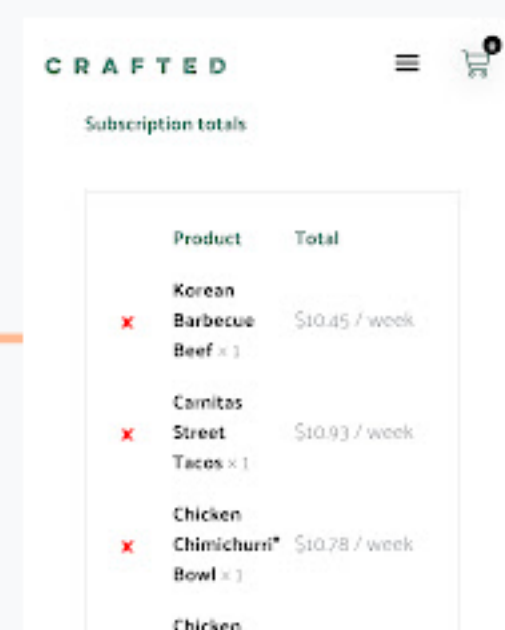 CRAFTED
0
Subscription totals
Product Total
Korean
x Barbecue $10.45 / week
Beef × 1
Carnitas
x Street $10.93 / week
Tacos × 1
Chicken
x Chimichurri* $10.78 / week
Bowl × 1
Chicken